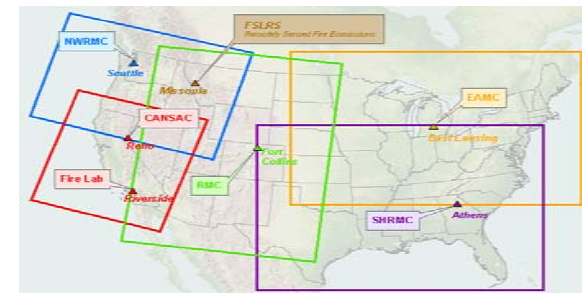 FSLRS
Remotely Sensed Fire Emissions
NWRMC
Seattle
Missoula
EAMC
CANSAC
East Lansing
Reno
Fort
Collins
Fire Lab
RMC
Riverside
SHRMC
Athens